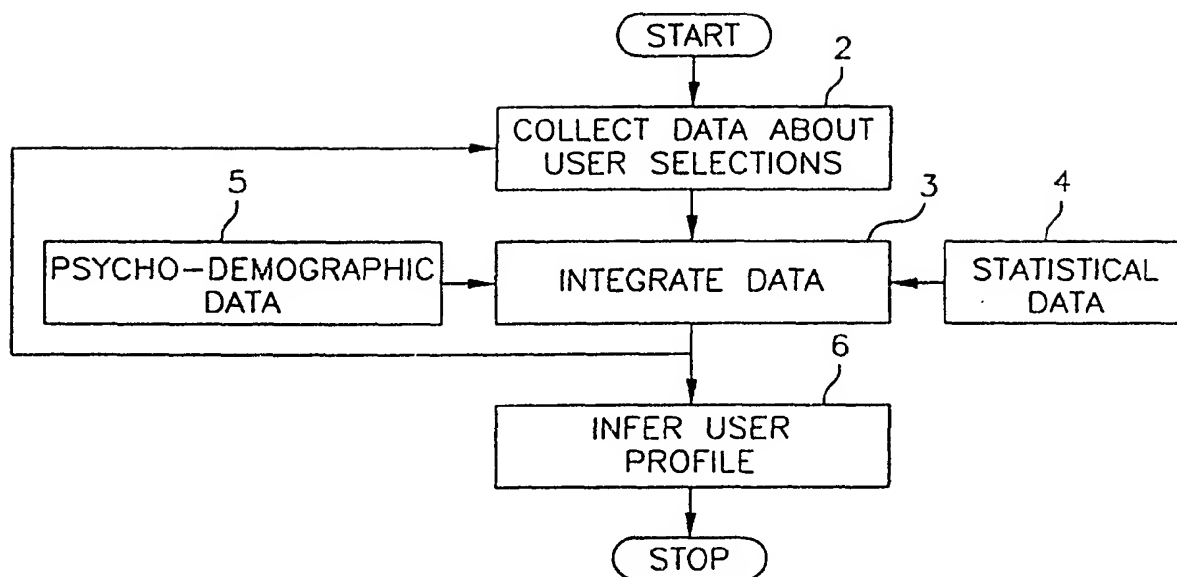 START
2
COLLECT DATA ABOUT
USER SELECTIONS
5
3
4
PSYCHO-DEMOGRAPHIC
DATA
INTEGRATE DATA
STATISTICAL
DATA
6
INFER USER
PROFILE
STOP